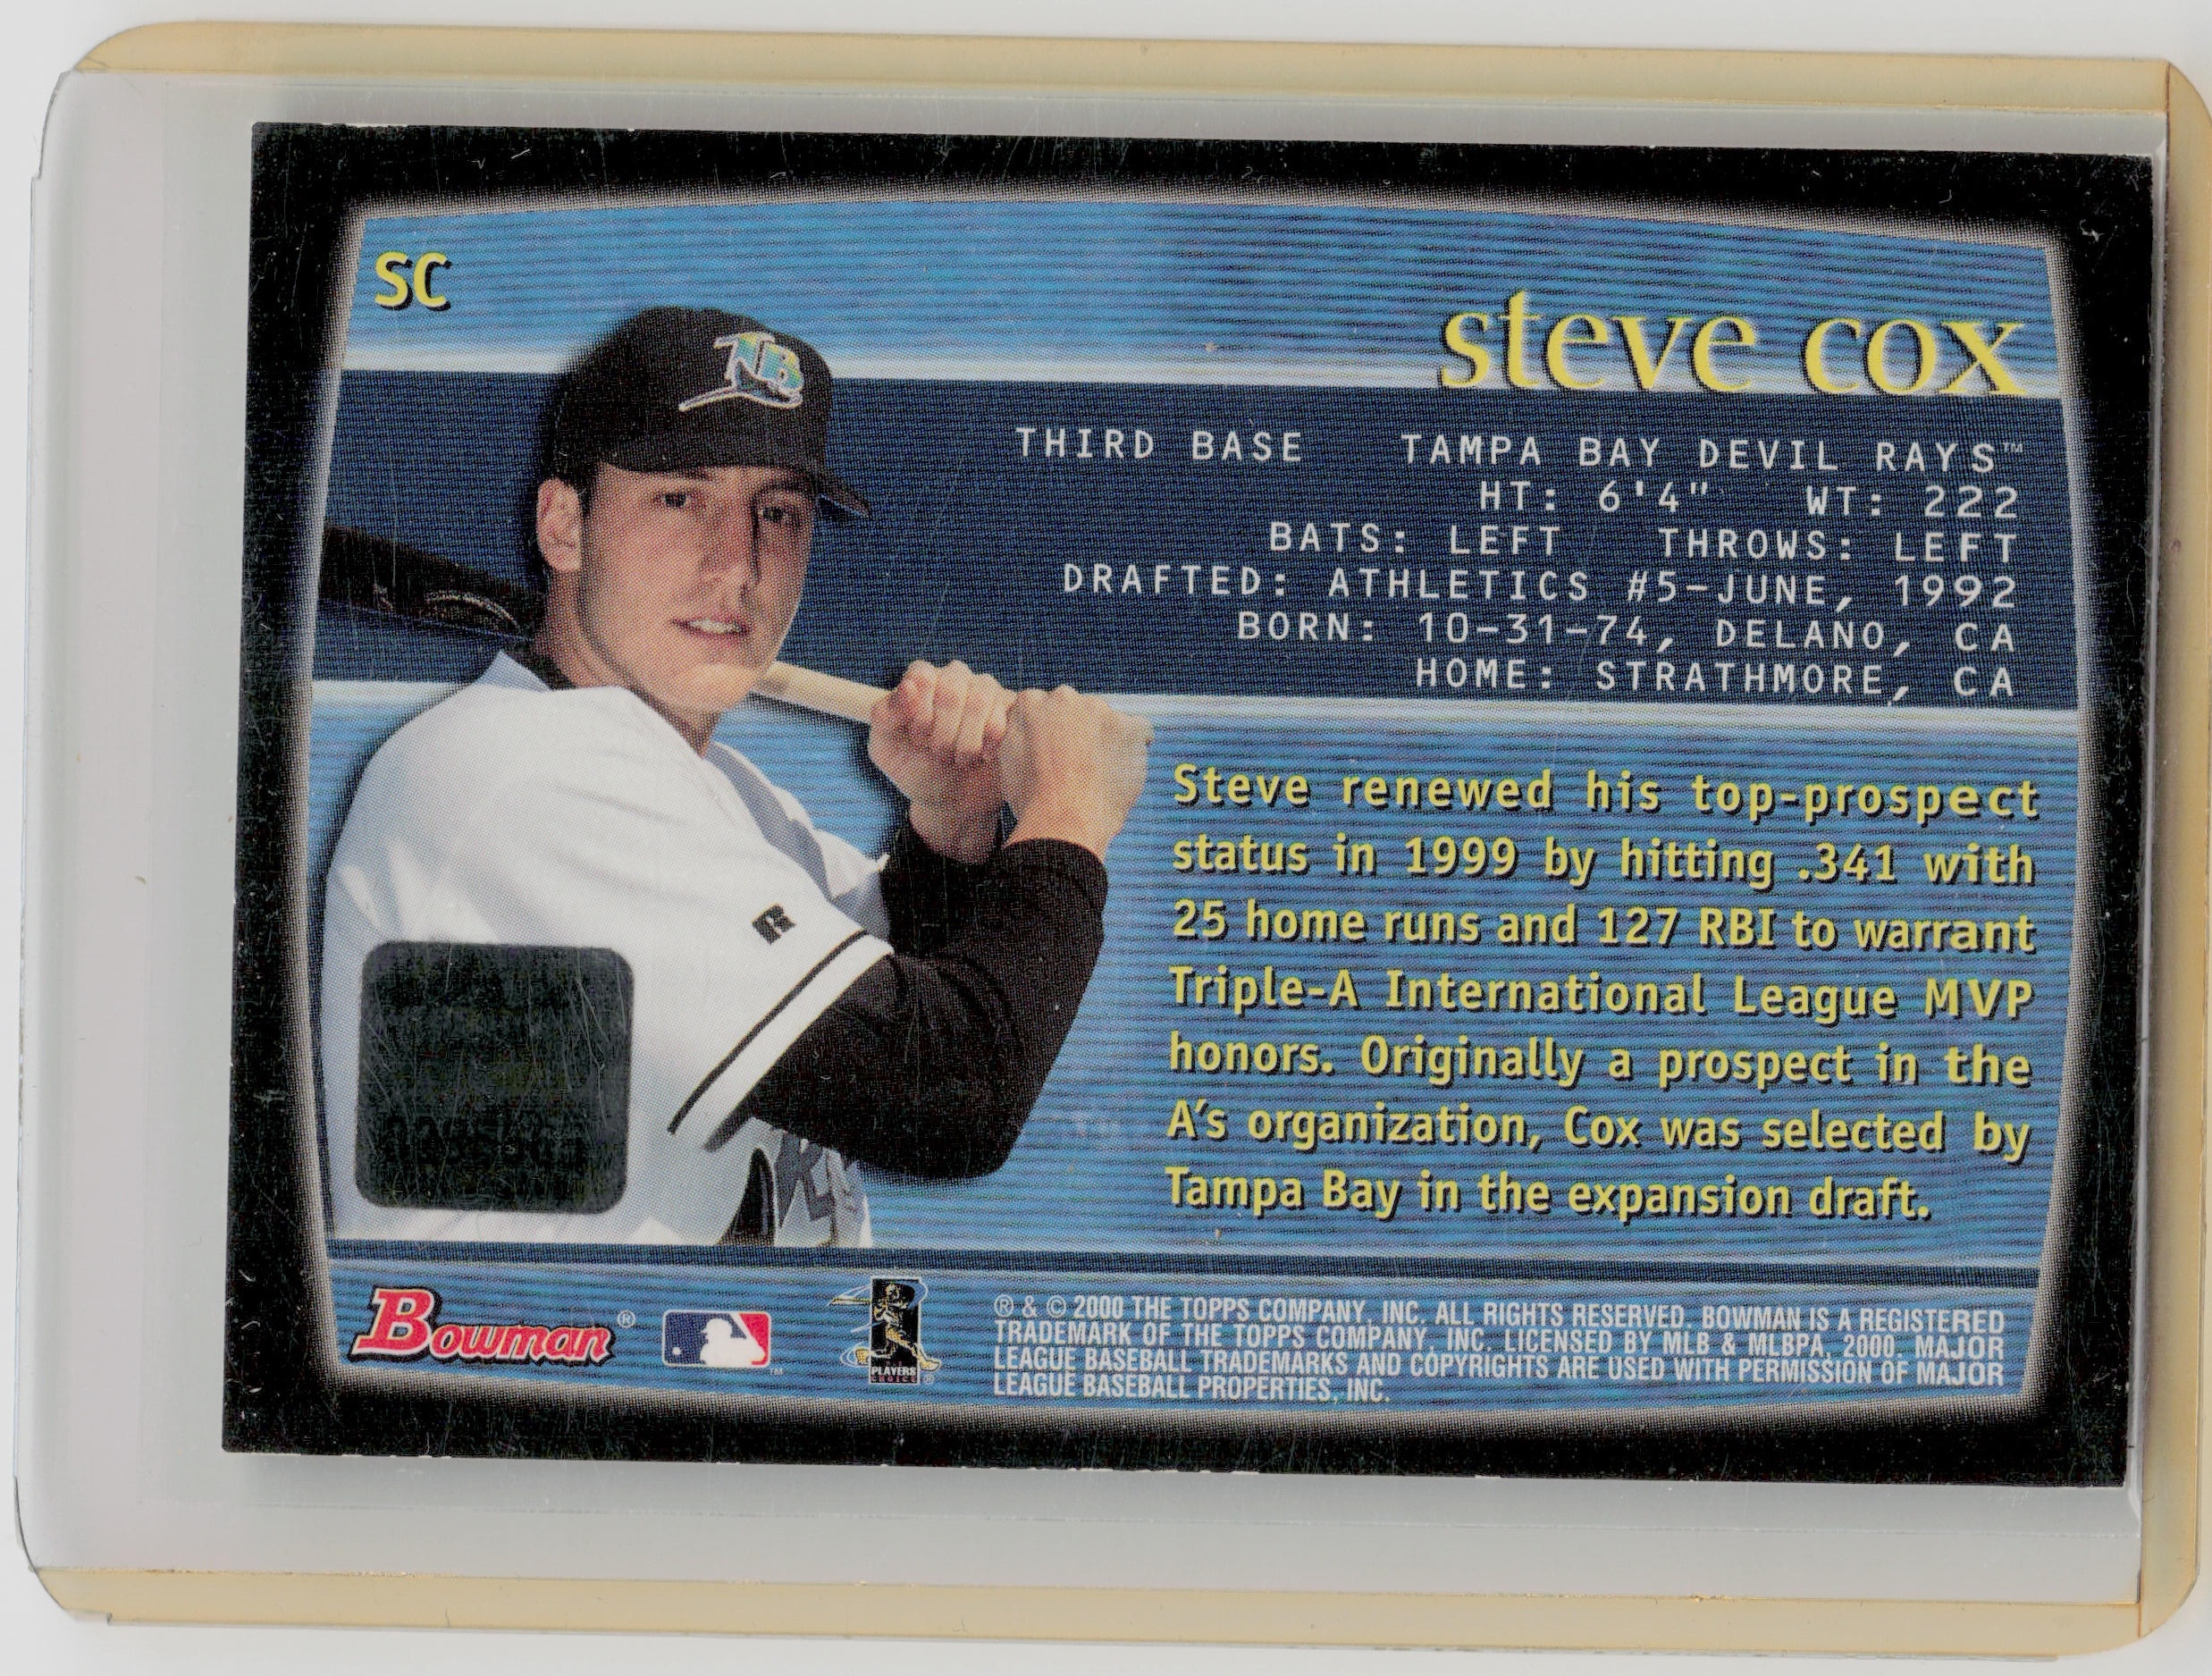 SC
steve cox
THIRD BASE TAMPA BAY DEVIL RAYS™
HT: 6'4" WT: 222
BATS: LEFT THROWS: LEFT
DRAFTED: ATHLETICS #5-JUNE, 1992
BORN: 10-31-74, DELANO, CA
HOME: STRATHMORE, CA
Steve renewed his top-prospect
status in 1999 by hitting .341 with
25 home runs and 127 RBI to warrant
Triple-A International League MVP
honors. Originally a prospect in the
A's organization, Cox was selected by
Tampa Bay in the expansion draft.
TB
R
Bowman®
PLAYERS
CHOICE
® & © 2000 THE TOPPS COMPANY, INC. ALL RIGHTS RESERVED. BOWMAN IS A REGISTERED
TRADEMARK OF THE TOPPS COMPANY, INC. LICENSED BY MLB & MLBPA, 2000. MAJOR
LEAGUE BASEBALL TRADEMARKS AND COPYRIGHTS ARE USED WITH PERMISSION OF MAJOR
LEAGUE BASEBALL PROPERTIES, INC.